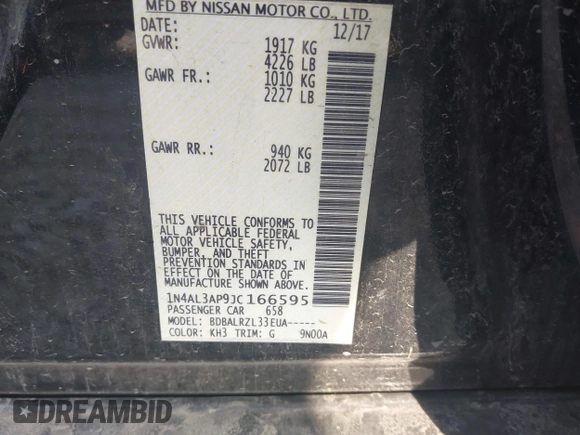 MFD BY NISSAN MOTOR CO., LTD.
DATE: 12/17
GVWR: 1917 KG
4226 LB
GAWR FR.: 1010 KG
2227 LB
GAWR RR.: 940 KG
2072 LB
THIS VEHICLE CONFORMS TO
ALL APPLICABLE FEDERAL
MOTOR VEHICLE SAFETY,
BUMPER, AND THEFT
PREVENTION STANDARDS IN
EFFECT ON THE DATE OF
MANUFACTURE SHOWN ABOVE.
1N4AL3AP9JC166595
PASSENGER CAR 658
MODEL: BDBALRZL33EUA-----
COLOR: KH3 TRIM: G 9N00A
DREAMBID